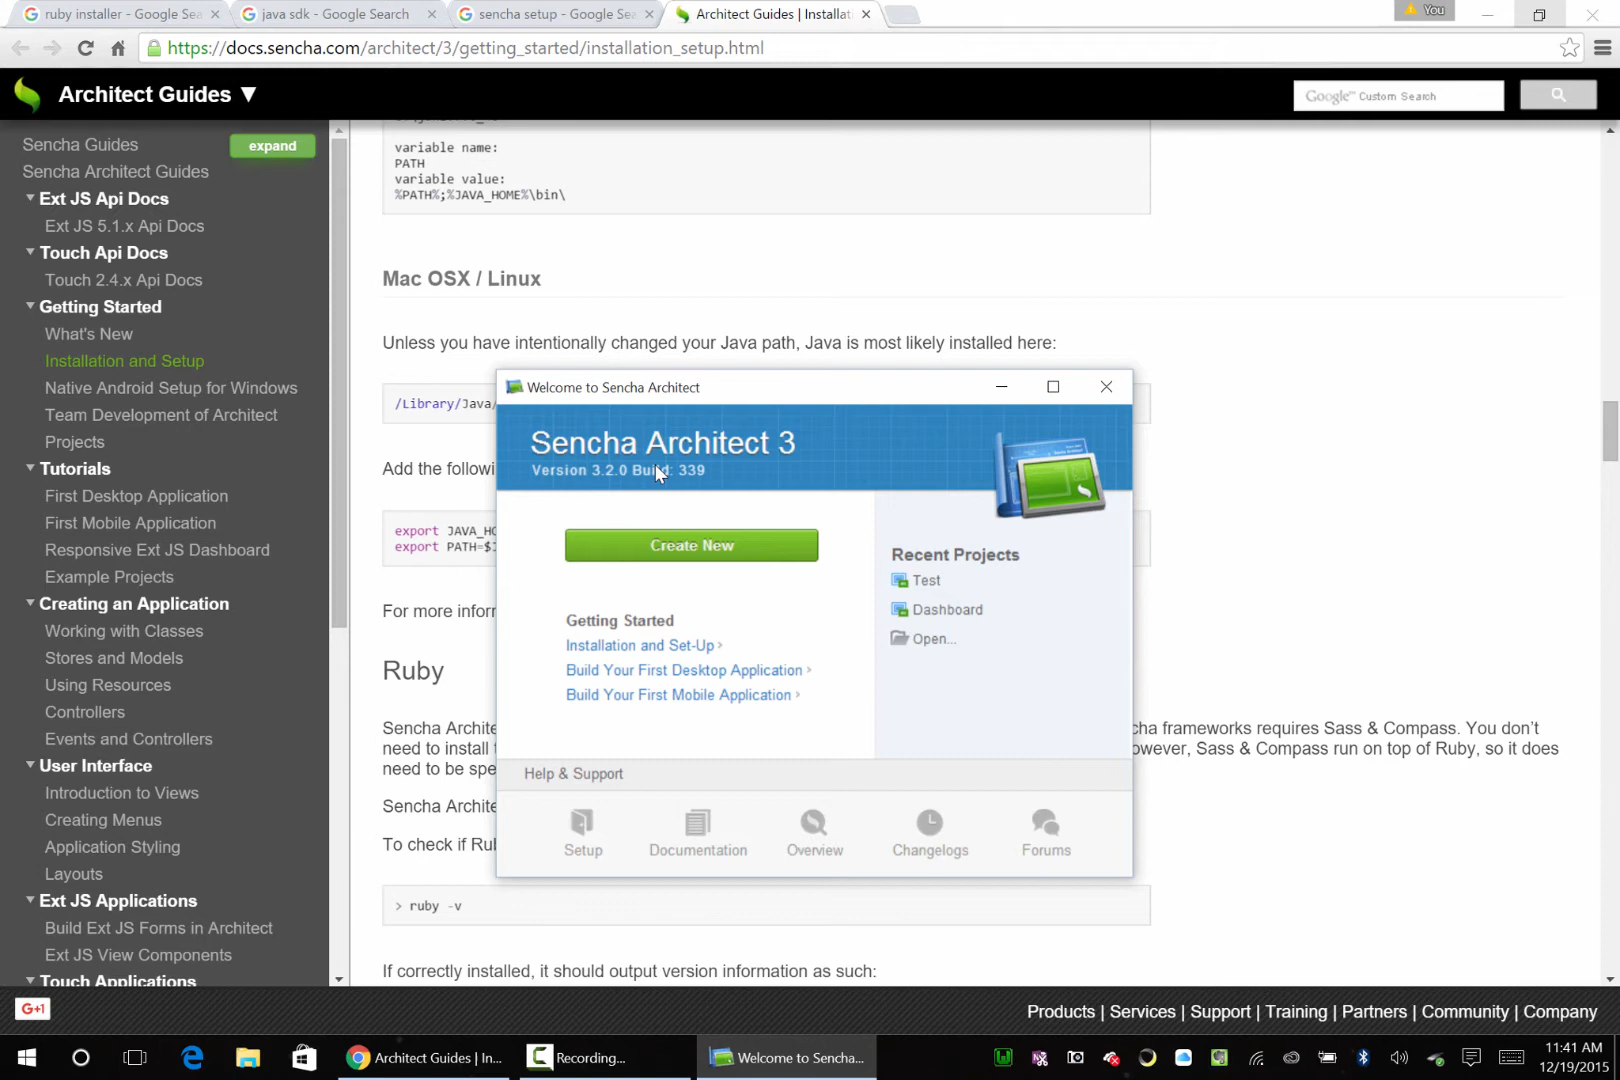 ruby installer - Google Sea
java sdk - Google Search
sencha setup - Google Sea
Architect Guides | Installat
You
https://docs.sencha.com/architect/3/getting_started/installation_setup.html
Architect Guides ▼
Google™ Custom Search
Sencha Guides
expand
Sencha Architect Guides
Ext JS Api Docs
Ext JS 5.1.x Api Docs
Touch Api Docs
Touch 2.4.x Api Docs
Getting Started
What's New
Installation and Setup
Native Android Setup for Windows
Team Development of Architect
Projects
Tutorials
First Desktop Application
First Mobile Application
Responsive Ext JS Dashboard
Example Projects
Creating an Application
Working with Classes
Stores and Models
Using Resources
Controllers
Events and Controllers
User Interface
Introduction to Views
Creating Menus
Application Styling
Layouts
Ext JS Applications
Build Ext JS Forms in Architect
Ext JS View Components
Touch Applications
variable name:
PATH
variable value:
%PATH%;%JAVA_HOME%\bin\
Mac OSX / Linux
Unless you have intentionally changed your Java path, Java is most likely installed here:
/Library/Java/
Add the followi
export JAVA_HO
export PATH=$
For more inforr
Ruby
Sencha Archite
cha frameworks requires Sass & Compass. You don't
need to install t
owever, Sass & Compass run on top of Ruby, so it does
need to be spe
Sencha Archite
To check if Rub
> ruby -v
If correctly installed, it should output version information as such:
Welcome to Sencha Architect
Sencha Architect 3
Version 3.2.0 Build: 339
Create New
Getting Started
Installation and Set-Up ›
Build Your First Desktop Application ›
Build Your First Mobile Application ›
Recent Projects
Test
Dashboard
Open...
Help & Support
Setup
Documentation
Overview
Changelogs
Forums
G+1
Products | Services | Support | Training | Partners | Community | Company
Architect Guides | In...
Recording...
Welcome to Sencha...
11:41 AM
12/19/2015